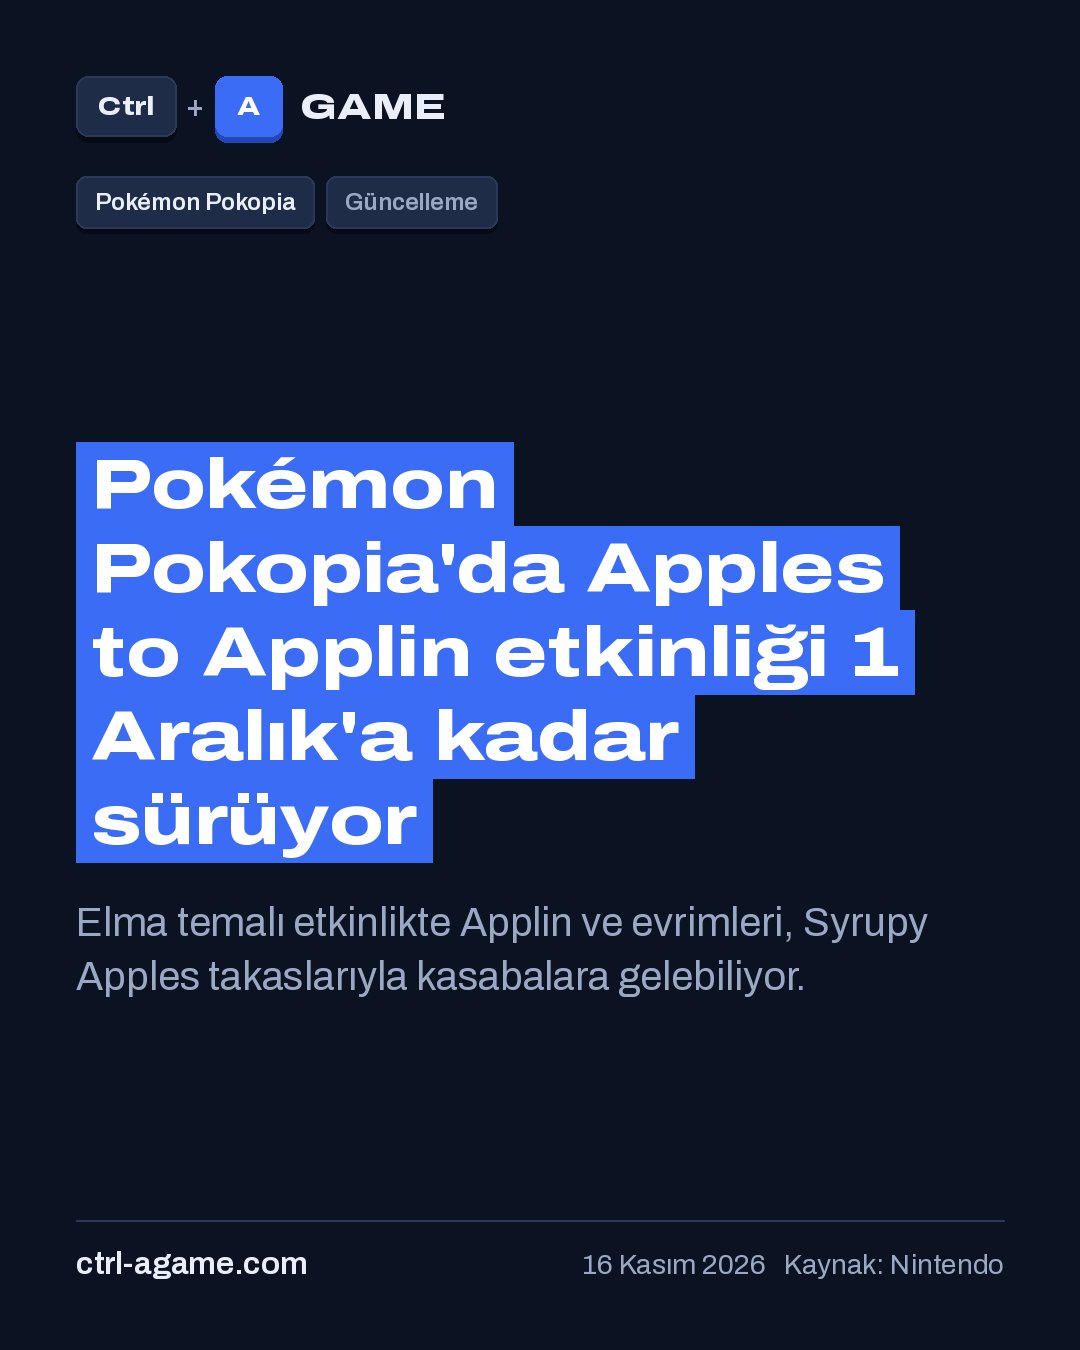 Ctrl + A GAME
Pokémon Pokopia Güncelleme
Pokémon
Pokopia'da Apples
to Applin etkinliği 1
Aralık'a kadar
sürüyor
Elma temalı etkinlikte Applin ve evrimleri, Syrupy
Apples takaslarıyla kasabalara gelebiliyor.
ctrl-agame.com 16 Kasım 2026 Kaynak: Nintendo